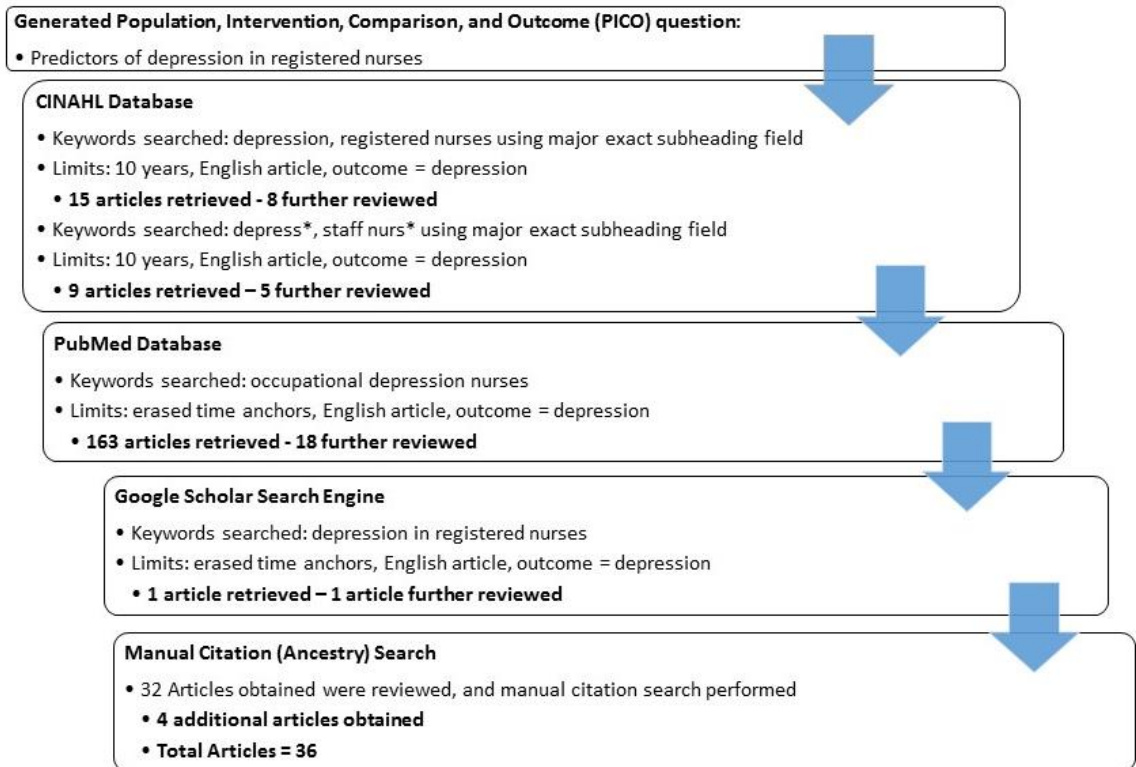 Generated Population, Intervention, Comparison, and Outcome (PICO) question:
• Predictors of depression in registered nurses
CINAHL Database
• Keywords searched: depression, registered nurses using major exact subheading field
• Limits: 10 years, English article, outcome = depression
• 15 articles retrieved - 8 further reviewed
• Keywords searched: depress*, staff nurs* using major exact subheading field
• Limits: 10 years, English article, outcome = depression
• 9 articles retrieved – 5 further reviewed
PubMed Database
• Keywords searched: occupational depression nurses
• Limits: erased time anchors, English article, outcome = depression
• 163 articles retrieved - 18 further reviewed
Google Scholar Search Engine
• Keywords searched: depression in registered nurses
• Limits: erased time anchors, English article, outcome = depression
• 1 article retrieved – 1 article further reviewed
Manual Citation (Ancestry) Search
• 32 Articles obtained were reviewed, and manual citation search performed
• 4 additional articles obtained
• Total Articles = 36